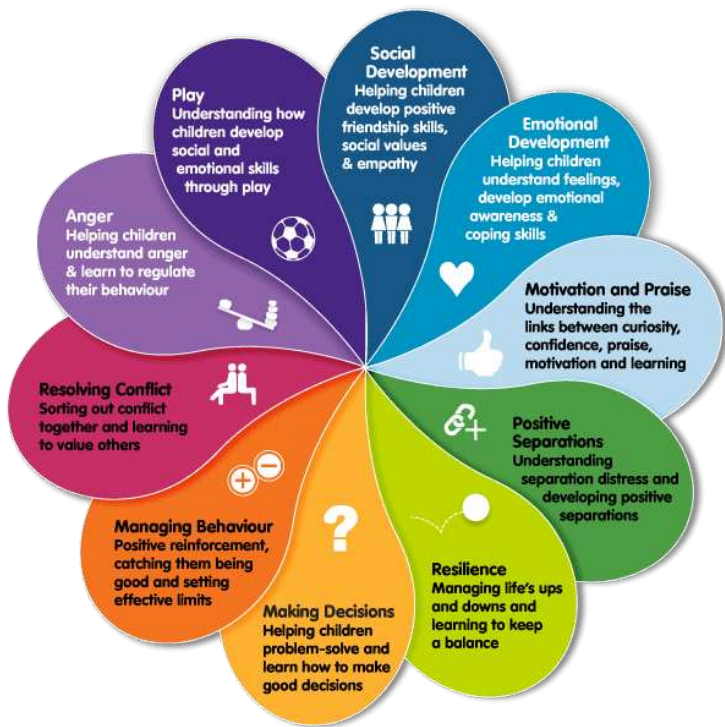 Social
Development
Helping children
develop positive
friendship skills,
social values
& empathy
Emotional
Development
Helping children
understand feelings,
develop emotional
awareness &
coping skills
Motivation and Praise
Understanding the
links between curiosity,
confidence, praise,
motivation and learning
Positive
Separations
Understanding
separation distress and
developing positive
separations
Resilience
Managing life's ups
and downs and
learning to keep
a balance
Making Decisions
Helping children
problem-solve and
learn how to make
good decisions
Managing Behaviour
Positive reinforcement,
catching them being
good and setting
effective limits
Resolving Conflict
Sorting out conflict
together and learning
to value others
Anger
Helping children
understand anger
& learn to regulate
their behaviour
Play
Understanding how
children develop
social and
emotional skills
through play